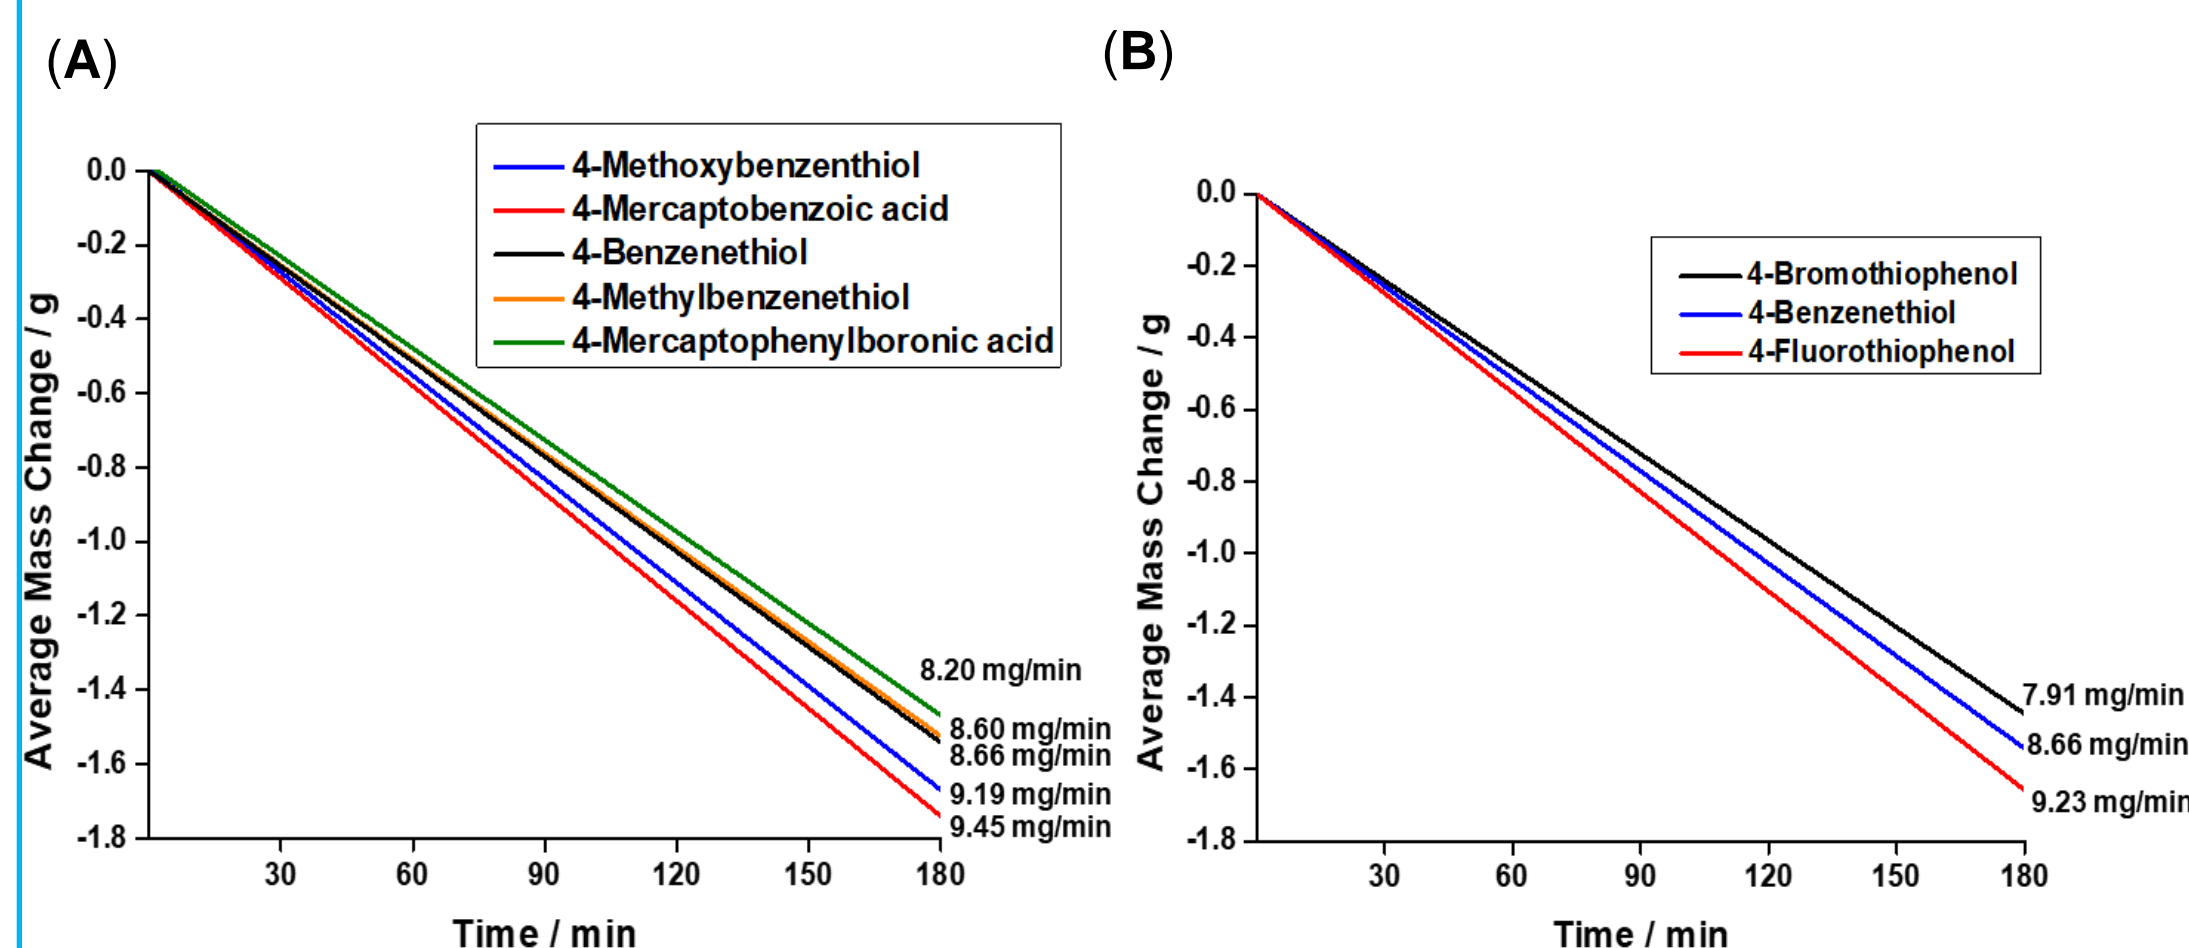 (A)
4-Methoxybenzenthiol
4-Mercaptobenzoic acid
4-Benzenethiol
4-Methylbenzenethiol
4-Mercaptophenylboronic acid
0.0
-0.2
-0.4
-0.6
-0.8
-1.0
-1.2
-1.4
-1.6
-1.8
Average Mass Change / g
8.20 mg/min
8.60 mg/min
8.66 mg/min
9.19 mg/min
9.45 mg/min
30 60 90 120 150 180
Time / min
(B)
4-Bromothiophenol
4-Benzenethiol
4-Fluorothiophenol
0.0
-0.2
-0.4
-0.6
-0.8
-1.0
-1.2
-1.4
-1.6
-1.8
Average Mass Change / g
7.91 mg/min
8.66 mg/min
9.23 mg/min
30 60 90 120 150 180
Time / min